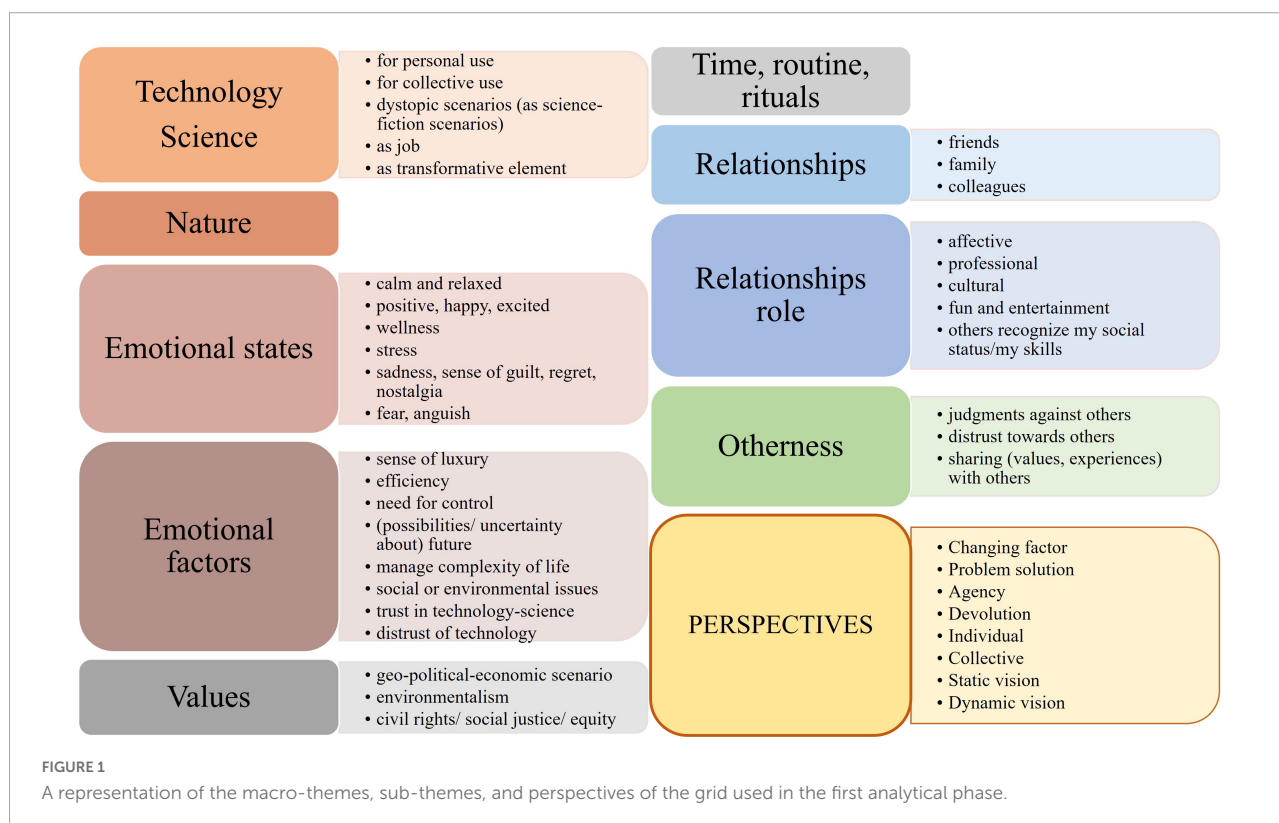 Technology
Science
• for personal use
• for collective use
• dystopic scenarios (as science-
fiction scenarios)
• as job
• as transformative element
Nature
Emotional states
• calm and relaxed
• positive, happy, excited
• wellness
• stress
• sadness, sense of guilt, regret,
nostalgia
• fear, anguish
Emotional
factors
• sense of luxury
• efficiency
• need for control
• (possibilities/ uncertainty
about) future
• manage complexity of life
• social or environmental issues
• trust in technology-science
• distrust of technology
Values
• geo-political-economic scenario
• environmentalism
• civil rights/ social justice/ equity
Time, routine,
rituals
Relationships
• friends
• family
• colleagues
Relationships
role
• affective
• professional
• cultural
• fun and entertainment
• others recognize my social
status/my skills
Otherness
• judgments against others
• distrust towards others
• sharing (values, experiences)
with others
PERSPECTIVES
• Changing factor
• Problem solution
• Agency
• Devolution
• Individual
• Collective
• Static vision
• Dynamic vision
FIGURE 1
A representation of the macro-themes, sub-themes, and perspectives of the grid used in the first analytical phase.